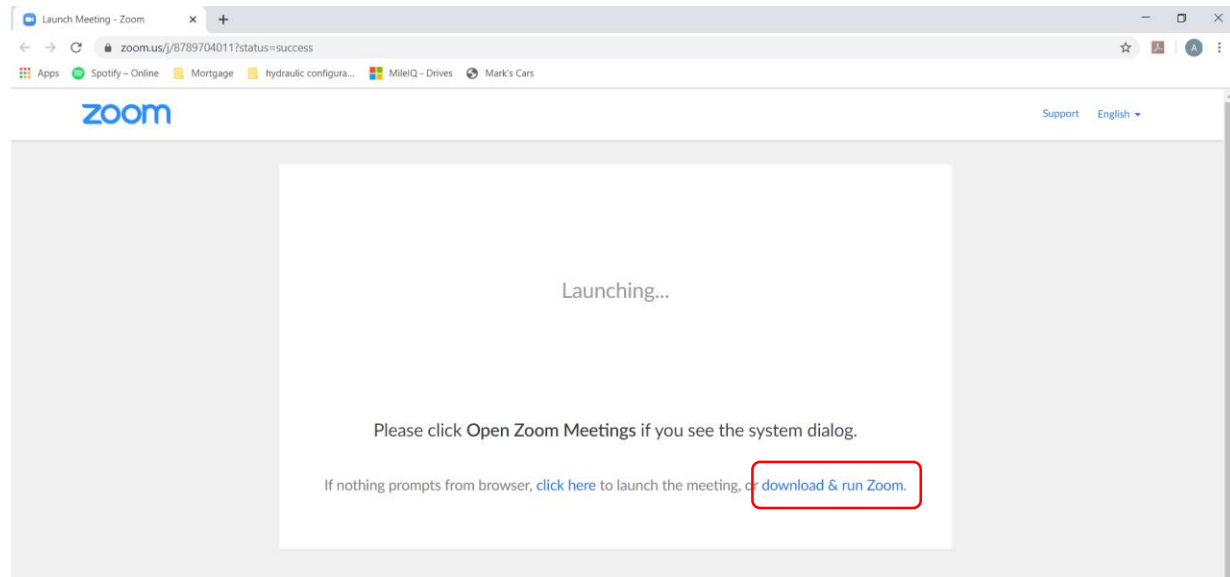 Launch Meeting - Zoom
zoom.us/j/8789704011?status=success
A
Apps Spotify – Online Mortgage hydraulic configura... MileIQ - Drives Mark's Cars
zoom
Support English
Launching...
Please click Open Zoom Meetings if you see the system dialog.
If nothing prompts from browser, click here to launch the meeting, or download & run Zoom.